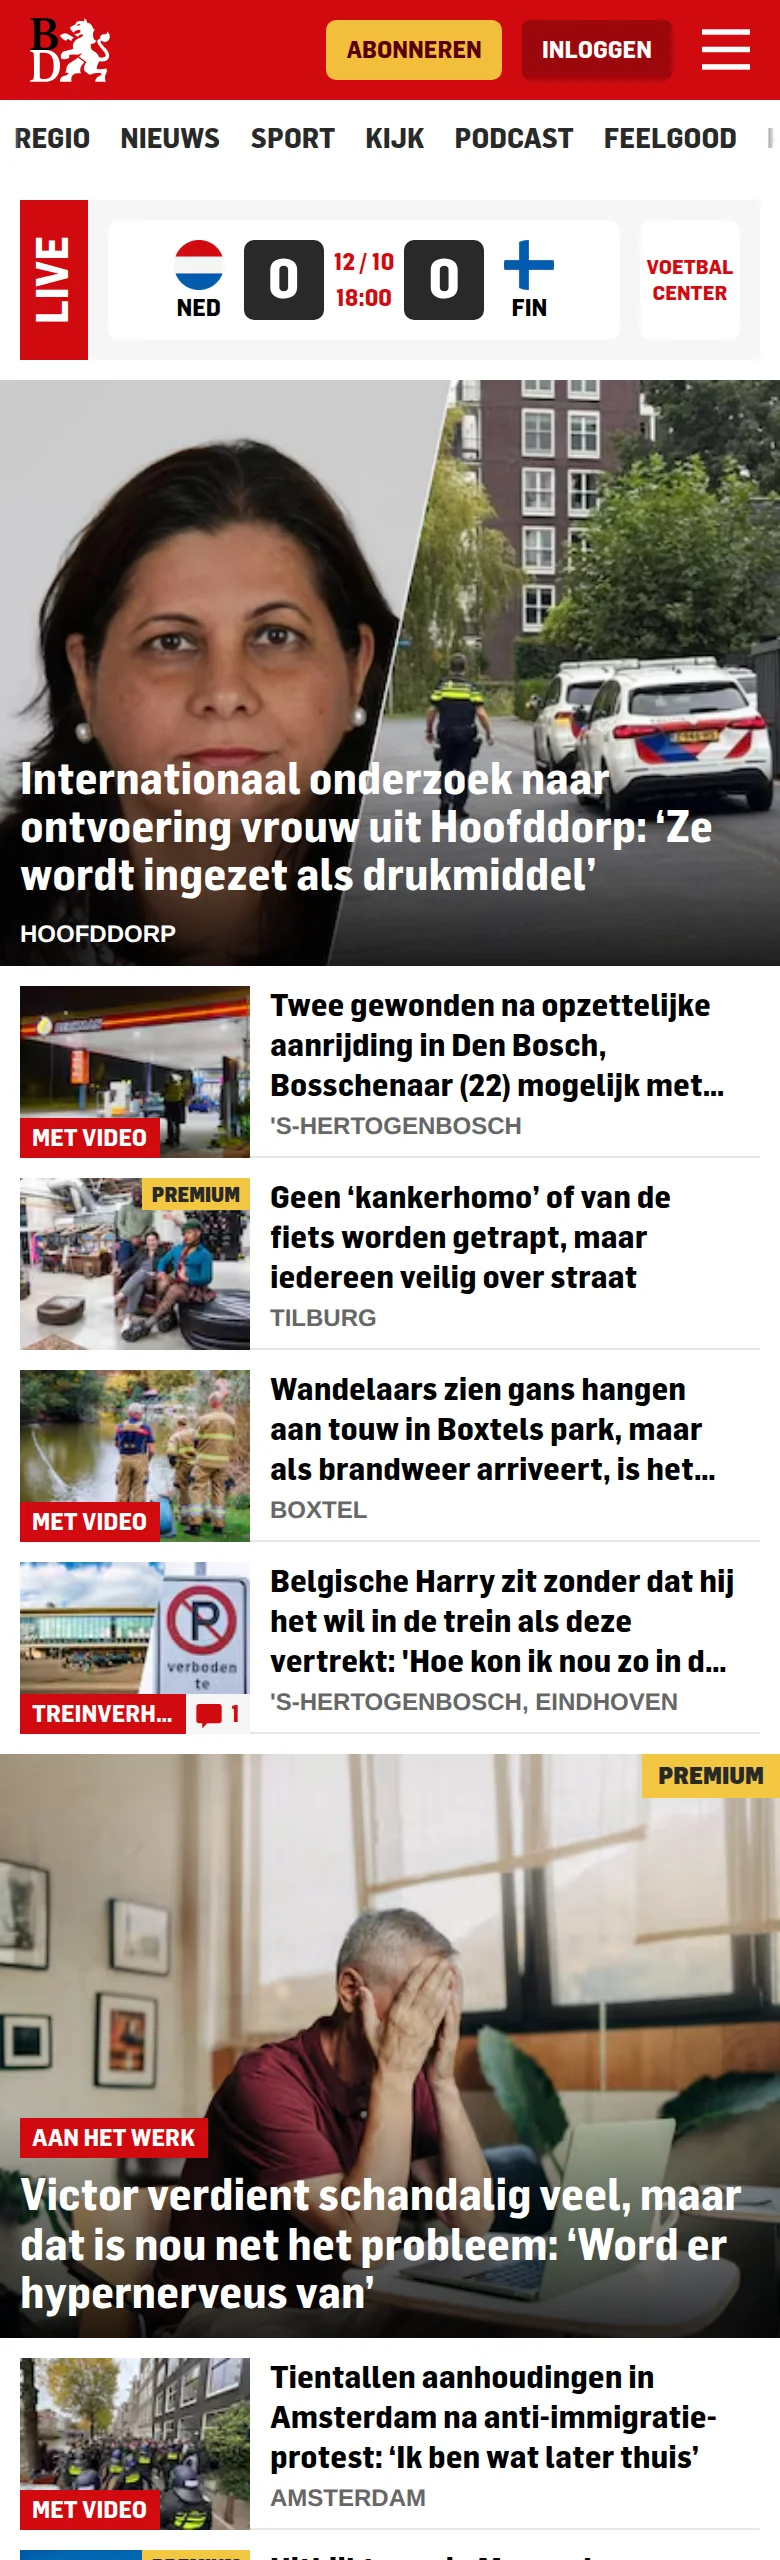 BD
ABONNEREN
INLOGGEN
REGIO NIEUWS SPORT KIJK PODCAST FEELGOOD
LIVE
NED
0
12 / 10
18:00
0
FIN
VOETBAL
CENTER
Internationaal onderzoek naar
ontvoering vrouw uit Hoofddorp: ‘Ze
wordt ingezet als drukmiddel’
HOOFDDORP
MET VIDEO
Twee gewonden na opzettelijke
aanrijding in Den Bosch,
Bosschenaar (22) mogelijk met...
'S-HERTOGENBOSCH
PREMIUM
Geen ‘kankerhomo’ of van de
fiets worden getrapt, maar
iedereen veilig over straat
TILBURG
MET VIDEO
Wandelaars zien gans hangen
aan touw in Boxtels park, maar
als brandweer arriveert, is het...
BOXTEL
P
verboden
te
TREINVERH...
1
Belgische Harry zit zonder dat hij
het wil in de trein als deze
vertrekt: 'Hoe kon ik nou zo in d...
'S-HERTOGENBOSCH, EINDHOVEN
PREMIUM
AAN HET WERK
Victor verdient schandalig veel, maar
dat is nou net het probleem: ‘Word er
hypernerveus van’
MET VIDEO
Tientallen aanhoudingen in
Amsterdam na anti-immigratie-
protest: ‘Ik ben wat later thuis’
AMSTERDAM